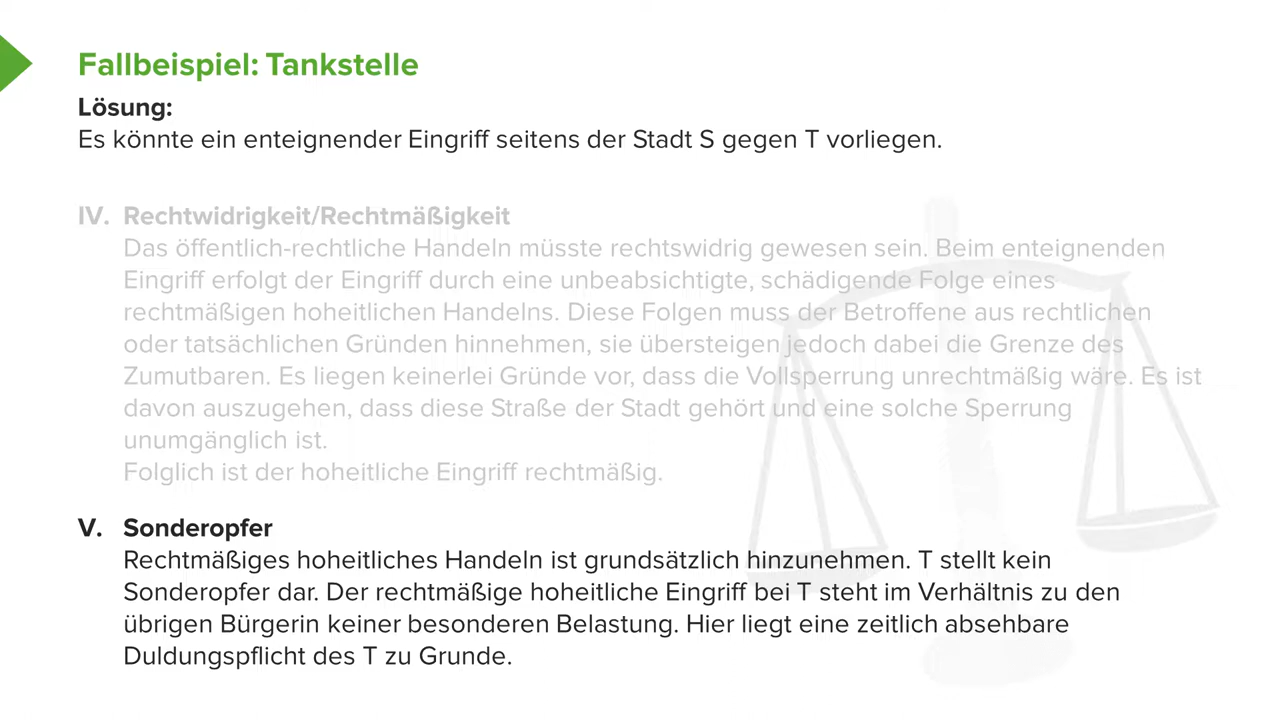 Fallbeispiel: Tankstelle
Lösung:
Es könnte ein enteignender Eingriff seitens der Stadt S gegen T vorliegen.
IV. Rechtwidrigkeit/Rechtmäßigkeit
Das öffentlich-rechtliche Handeln müsste rechtswidrig gewesen sein. Beim enteignenden
Eingriff erfolgt der Eingriff durch eine unbeabsichtigte, schädigende Folge eines
rechtmäßigen hoheitlichen Handelns. Diese Folgen muss der Betroffene aus rechtlichen
oder tatsächlichen Gründen hinnehmen, sie übersteigen jedoch dabei die Grenze des
Zumutbaren. Es liegen keinerlei Gründe vor, dass die Vollsperrung unrechtmäßig wäre. Es ist
davon auszugehen, dass diese Straße der Stadt gehört und eine solche Sperrung
unumgänglich ist.
Folglich ist der hoheitliche Eingriff rechtmäßig.
V. Sonderopfer
Rechtmäßiges hoheitliches Handeln ist grundsätzlich hinzunehmen. T stellt kein
Sonderopfer dar. Der rechtmäßige hoheitliche Eingriff bei T steht im Verhältnis zu den
übrigen Bürgerin keiner besonderen Belastung. Hier liegt eine zeitlich absehbare
Duldungspflicht des T zu Grunde.